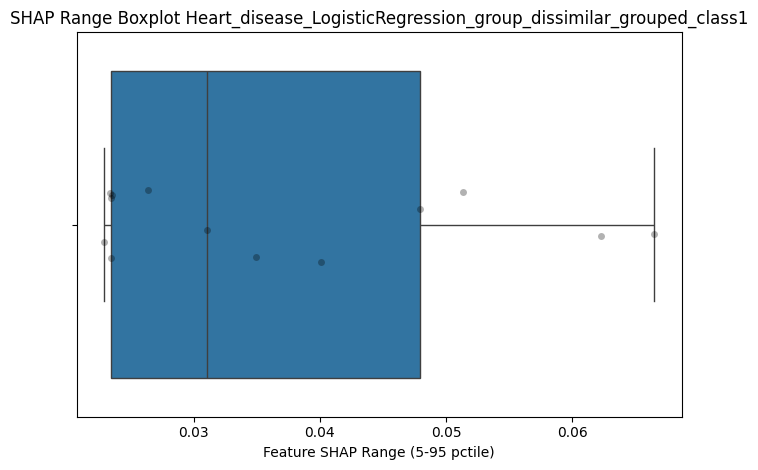 SHAP Range Boxplot Heart_disease_LogisticRegression_group_dissimilar_grouped_class1
0.03 0.04 0.05 0.06
Feature SHAP Range (5-95 pctile)